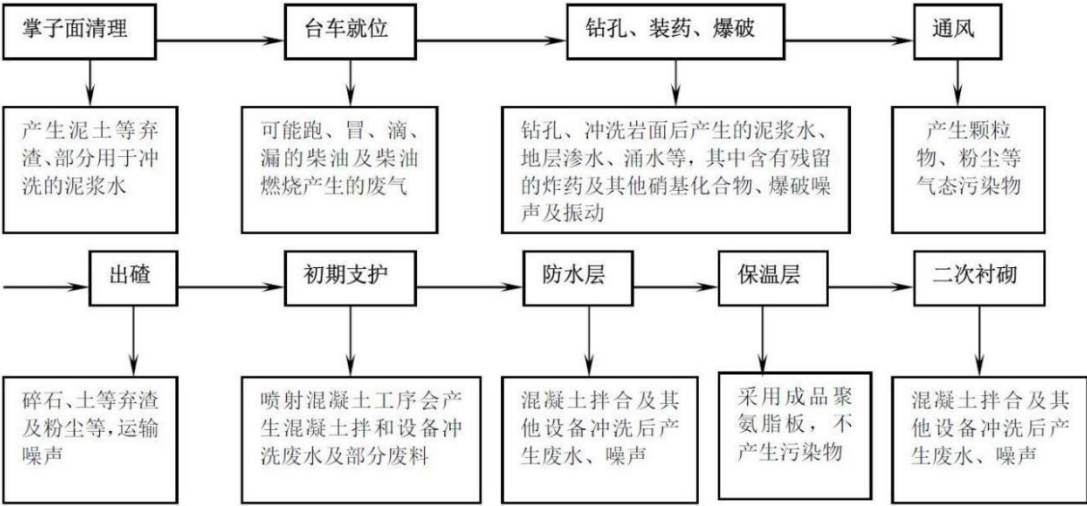 掌子面清理
台车就位
钻孔、装药、爆破
通风
产生泥土等弃
渣、部分用于冲
洗的泥浆水
可能跑、冒、滴、
漏的柴油及柴油
燃烧产生的废气
钻孔、冲洗岩面后产生的泥浆水、
地层渗水、涌水等，其中含有残留
的炸药及其他硝基化合物、爆破噪
声及振动
产生颗粒
物、粉尘等
气态污染物
出碴
初期支护
防水层
保温层
二次衬砌
碎石、土等弃渣
及粉尘等，运输
噪声
喷射混凝土工序会产
生混凝土拌和设备冲
洗废水及部分废料
混凝土拌合及其
他设备冲洗后产
生废水、噪声
采用成品聚
氨脂板，不
产生污染物
混凝土拌合及其
他设备冲洗后产
生废水、噪声